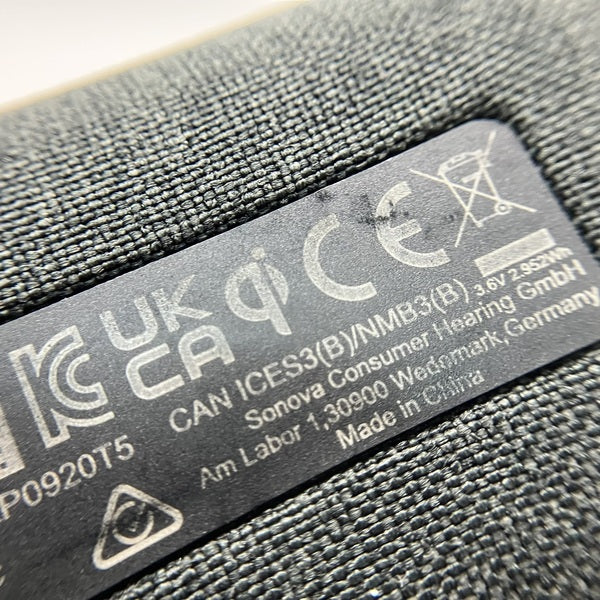 UK
CA
CE
CAN ICES3(B)/NMB3(B)
3.6V 2.952Wh
Sonova Consumer Hearing GmbH
Am Labor 1,30900 Wedemark,Germany
Made in China
P0920T5